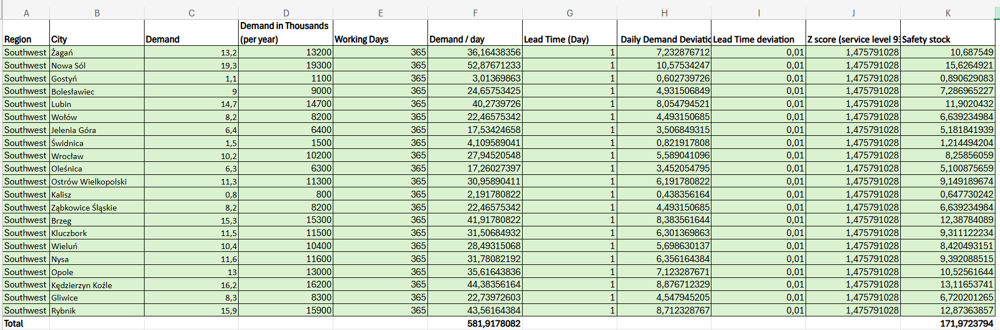 A B C D E F G H I J K
Demand in Thousands
Region City Demand (per year) Working Days Demand / day Lead Time (Day) Daily Demand Deviatic Lead Time deviation Z score (service level 93 Safety stock
Southwest Żagań 13,2 13200 365 36,16438356 1 7,232876712 0,01 1,475791028 10,687549
Southwest Nowa Sól 19,3 19300 365 52,87671233 1 10,57534247 0,01 1,475791028 15,6264921
Southwest Gostyń 1,1 1100 365 3,01369863 1 0,602739726 0,01 1,475791028 0,890629083
Southwest Bolesławiec 9 9000 365 24,65753425 1 4,931506849 0,01 1,475791028 7,286965227
Southwest Lubin 14,7 14700 365 40,2739726 1 8,054794521 0,01 1,475791028 11,9020432
Southwest Wołów 8,2 8200 365 22,46575342 1 4,493150685 0,01 1,475791028 6,639234984
Southwest Jelenia Góra 6,4 6400 365 17,53424658 1 3,506849315 0,01 1,475791028 5,181841939
Southwest Świdnica 1,5 1500 365 4,109589041 1 0,821917808 0,01 1,475791028 1,214494204
Southwest Wrocław 10,2 10200 365 27,94520548 1 5,589041096 0,01 1,475791028 8,25856059
Southwest Oleśnica 6,3 6300 365 17,26027397 1 3,452054795 0,01 1,475791028 5,100875659
Southwest Ostrów Wielkopolski 11,3 11300 365 30,95890411 1 6,191780822 0,01 1,475791028 9,149189674
Southwest Kalisz 0,8 800 365 2,191780822 1 0,438356164 0,01 1,475791028 0,647730242
Southwest Ząbkowice Śląskie 8,2 8200 365 22,46575342 1 4,493150685 0,01 1,475791028 6,639234984
Southwest Brzeg 15,3 15300 365 41,91780822 1 8,383561644 0,01 1,475791028 12,38784089
Southwest Kluczbork 11,5 11500 365 31,50684932 1 6,301369863 0,01 1,475791028 9,311122234
Southwest Wieluń 10,4 10400 365 28,49315068 1 5,698630137 0,01 1,475791028 8,420493151
Southwest Nysa 11,6 11600 365 31,78082192 1 6,356164384 0,01 1,475791028 9,392088515
Southwest Opole 13 13000 365 35,61643836 1 7,123287671 0,01 1,475791028 10,52561644
Southwest Kędzierzyn Koźle 16,2 16200 365 44,38356164 1 8,876712329 0,01 1,475791028 13,11653741
Southwest Gliwice 8,3 8300 365 22,73972603 1 4,547945205 0,01 1,475791028 6,720201265
Southwest Rybnik 15,9 15900 365 43,56164384 1 8,712328767 0,01 1,475791028 12,87363857
Total 581,9178082 171,9723794